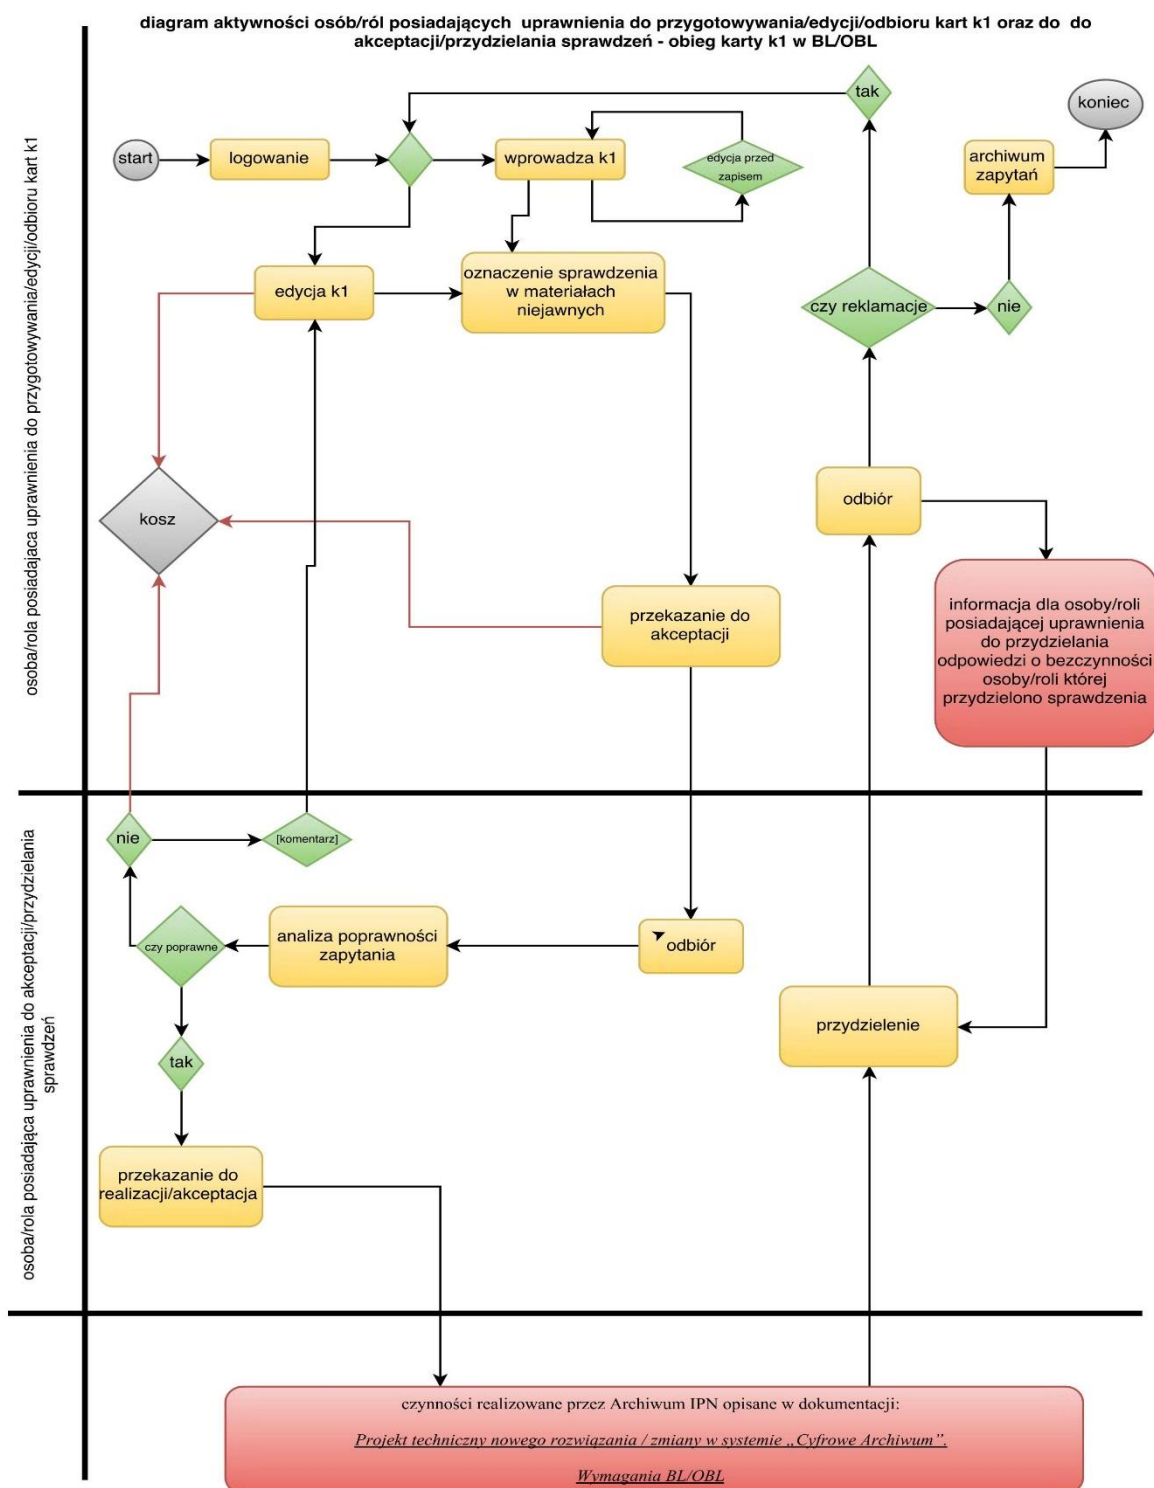 diagram aktywności osób/ról posiadających uprawnienia do przygotowywania/edycji/odbioru kart k1 oraz do do
akceptacji/przydzielania sprawdzeń - obieg karty k1 w BL/OBL
osoba/rola posiadajaca uprawnienia do przygotowywania/edycji/odbioru kart k1
start
logowanie
wprowadza k1
edycja przed
zapisem
tak
koniec
archiwum
zapytań
edycja k1
oznaczenie sprawdzenia
w materiałach
niejawnych
czy reklamacje
nie
kosz
odbiór
przekazanie do
akceptacji
informacja dla osoby/roli
posiadającej uprawnienia
do przydzielania
odpowiedzi o bezczynności
osoby/roli której
przydzielono sprawdzenia
osoba/rola posiadająca uprawnienia do akceptacji/przydzielania
sprawdzeń
nie
[komentarz]
czy poprawne
analiza poprawności
zapytania
odbiór
przydzielenie
tak
przekazanie do
realizacji/akceptacja
czynności realizowane przez Archiwum IPN opisane w dokumentacji:
Projekt techniczny nowego rozwiązania / zmiany w systemie „Cyfrowe Archiwum”.
Wymagania BL/OBL